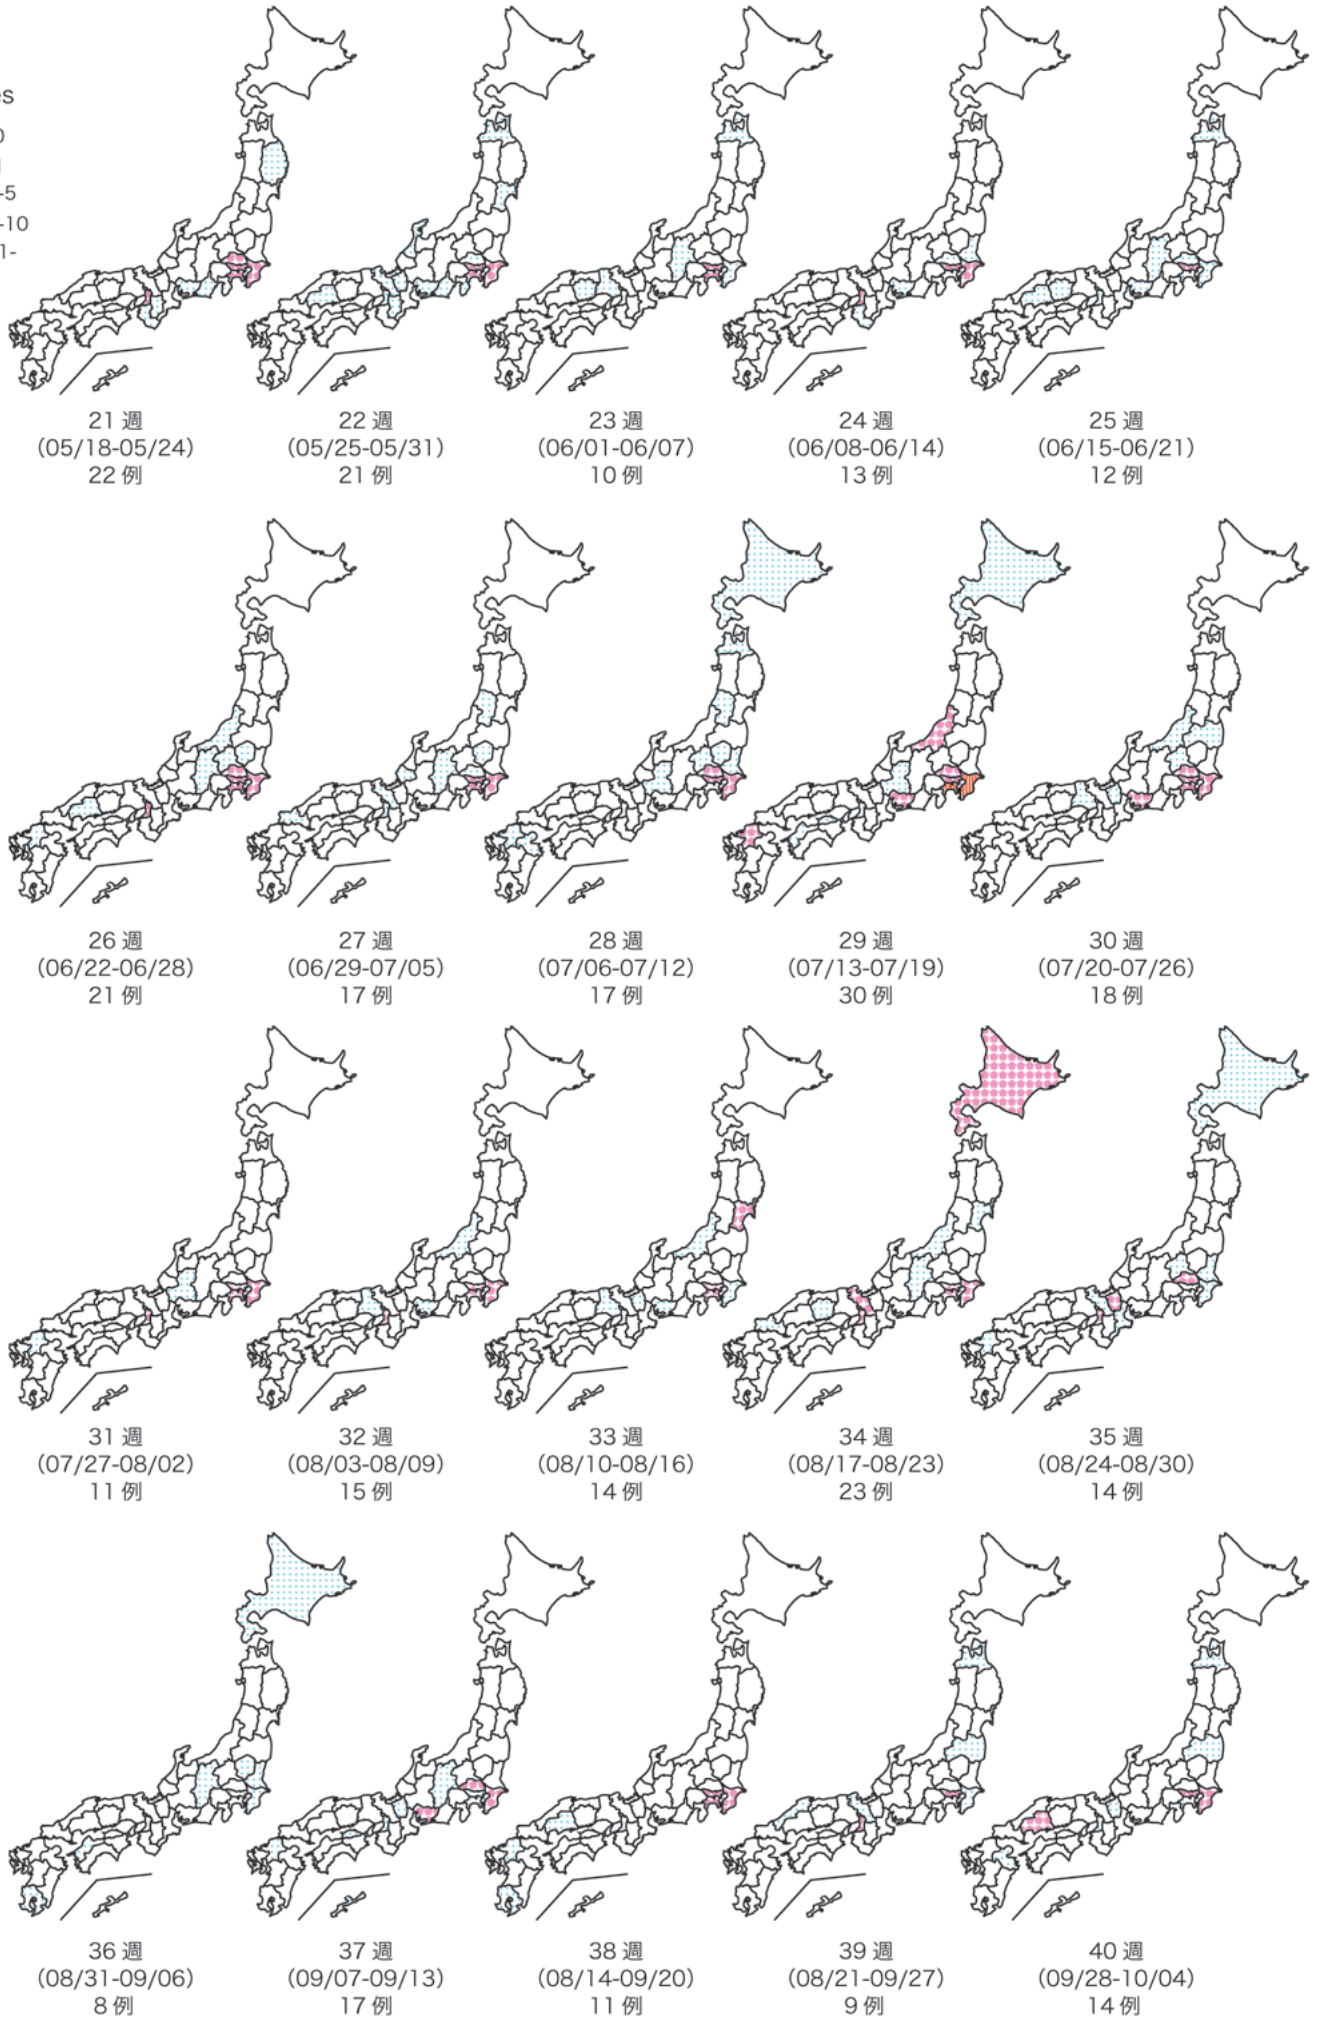 es
0
1
-5
-10
1-
21 週
(05/18-05/24)
22 例
22 週
(05/25-05/31)
21 例
23 週
(06/01-06/07)
10 例
24 週
(06/08-06/14)
13 例
25 週
(06/15-06/21)
12 例
26 週
(06/22-06/28)
21 例
27 週
(06/29-07/05)
17 例
28 週
(07/06-07/12)
17 例
29 週
(07/13-07/19)
30 例
30 週
(07/20-07/26)
18 例
31 週
(07/27-08/02)
11 例
32 週
(08/03-08/09)
15 例
33 週
(08/10-08/16)
14 例
34 週
(08/17-08/23)
23 例
35 週
(08/24-08/30)
14 例
36 週
(08/31-09/06)
8 例
37 週
(09/07-09/13)
17 例
38 週
(08/14-09/20)
11 例
39 週
(08/21-09/27)
9 例
40 週
(09/28-10/04)
14 例